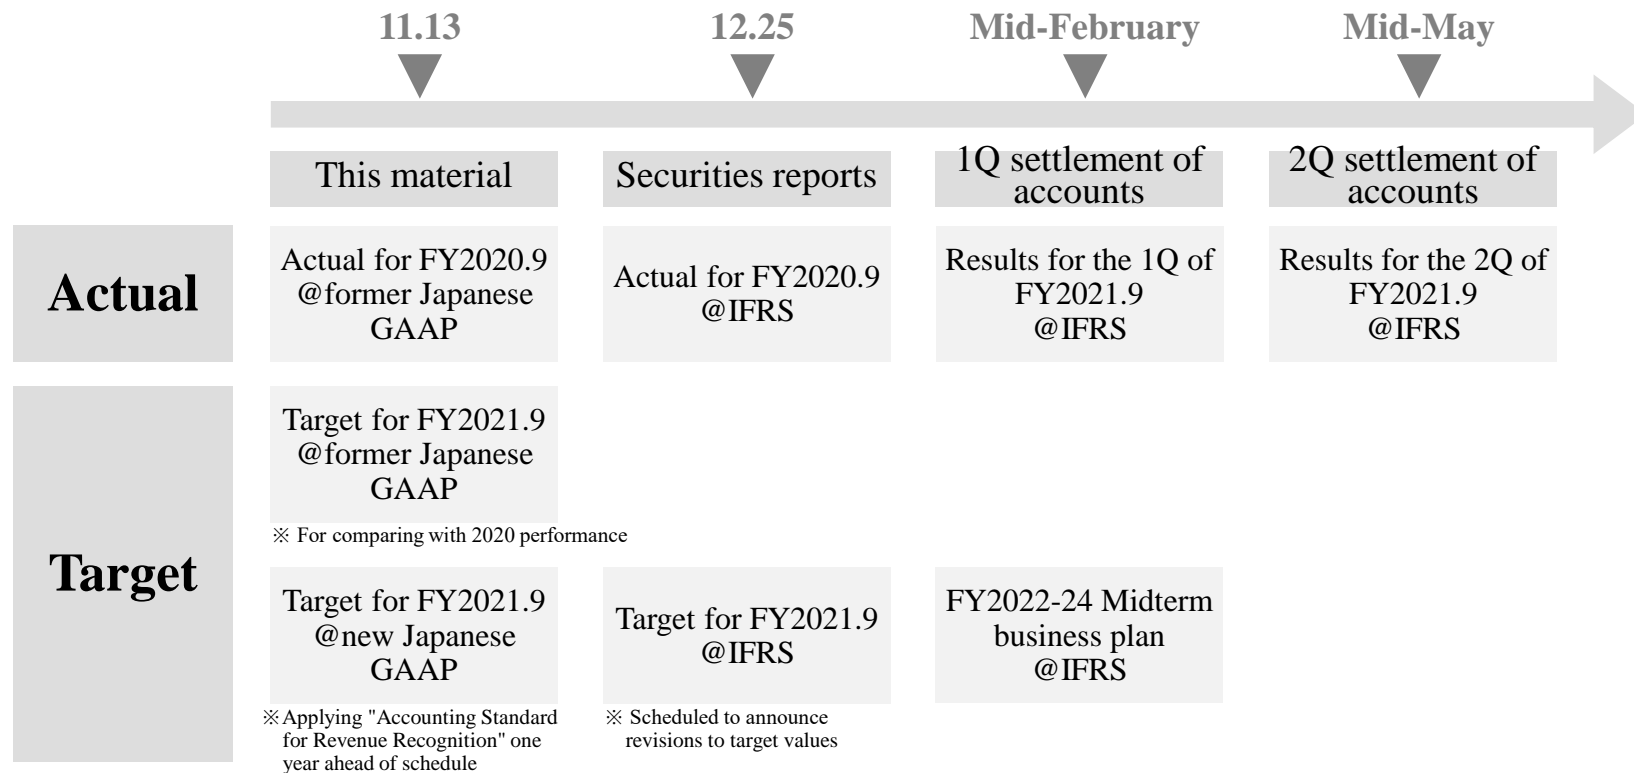 11.13
12.25
Mid-February
Mid-May
This material
Securities reports
1Q settlement of
accounts
2Q settlement of
accounts
Actual
Actual for FY2020.9
@former Japanese
GAAP
Actual for FY2020.9
@IFRS
Results for the 1Q of
FY2021.9
@IFRS
Results for the 2Q of
FY2021.9
@IFRS
Target
Target for FY2021.9
@former Japanese
GAAP
※ For comparing with 2020 performance
Target for FY2021.9
@new Japanese
GAAP
※Applying "Accounting Standard
for Revenue Recognition" one
year ahead of schedule
Target for FY2021.9
@IFRS
※ Scheduled to announce
revisions to target values
FY2022-24 Midterm
business plan
@IFRS